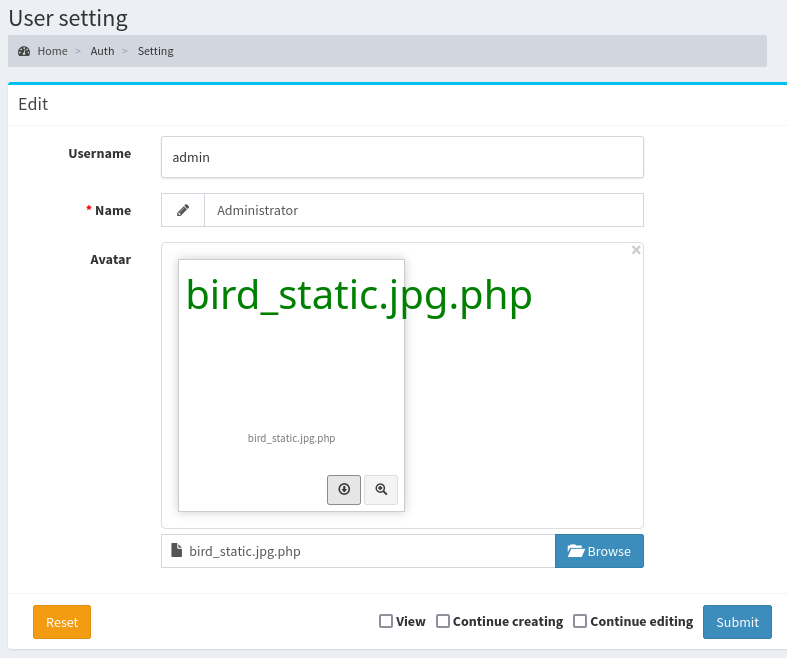 User setting
Home > Auth > Setting
Edit
Username
admin
* Name
Administrator
Avatar
×
bird_static.jpg.php
bird_static.jpg.php
bird_static.jpg.php
Browse
Reset
View
Continue creating
Continue editing
Submit